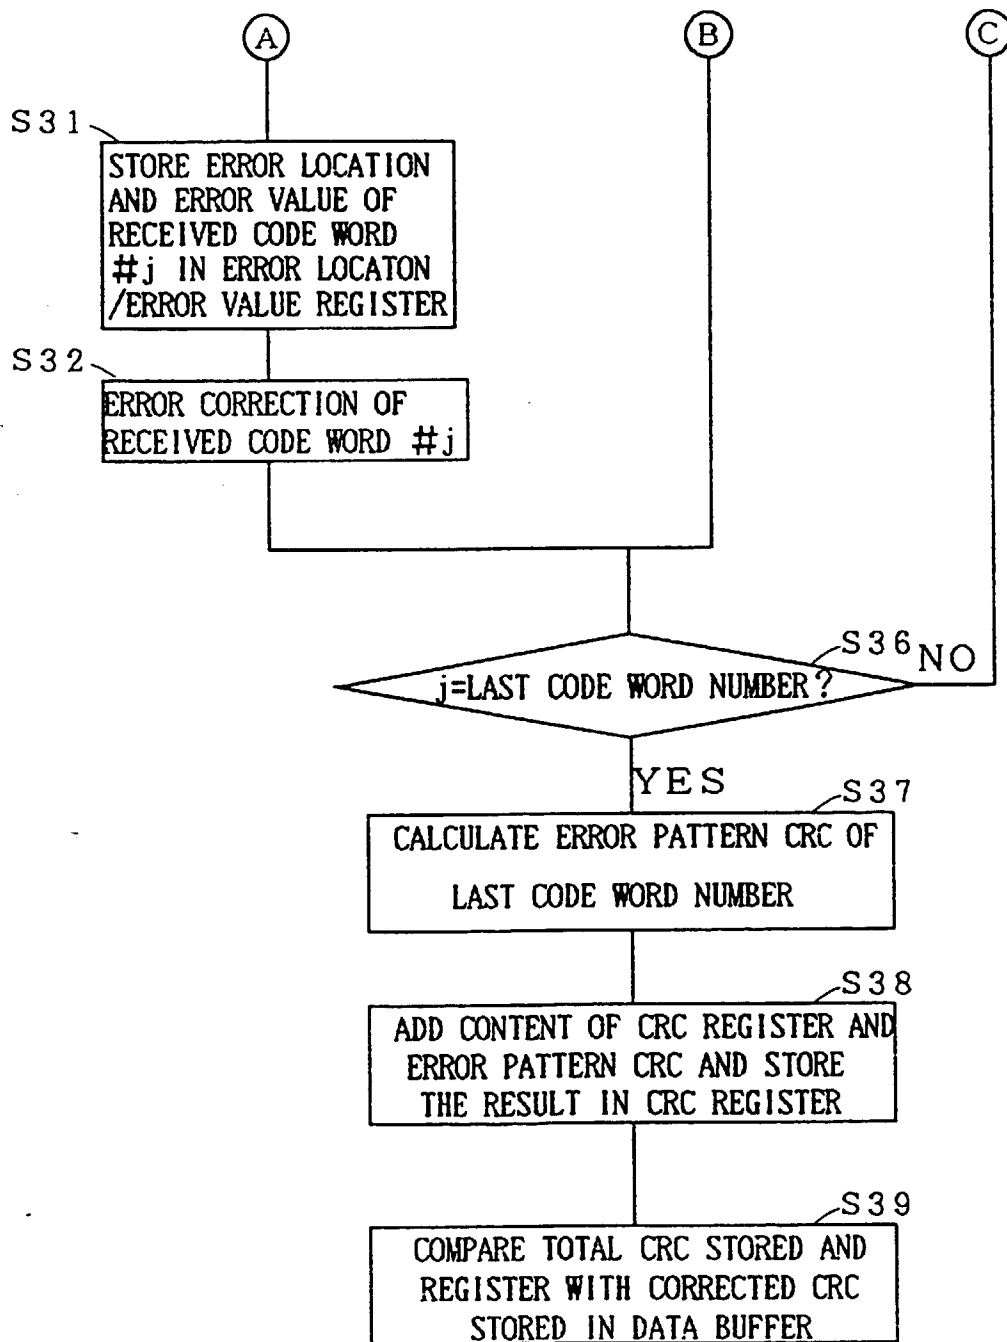 A
B
C
S31
STORE ERROR LOCATION
AND ERROR VALUE OF
RECEIVED CODE WORD
#j IN ERROR LOCATON
/ERROR VALUE REGISTER
S32
ERROR CORRECTION OF
RECEIVED CODE WORD #j
S36
NO
j=LAST CODE WORD NUMBER?
YES
S37
CALCULATE ERROR PATTERN CRC OF
LAST CODE WORD NUMBER
S38
ADD CONTENT OF CRC REGISTER AND
ERROR PATTERN CRC AND STORE
THE RESULT IN CRC REGISTER
S39
COMPARE TOTAL CRC STORED AND
REGISTER WITH CORRECTED CRC
STORED IN DATA BUFFER